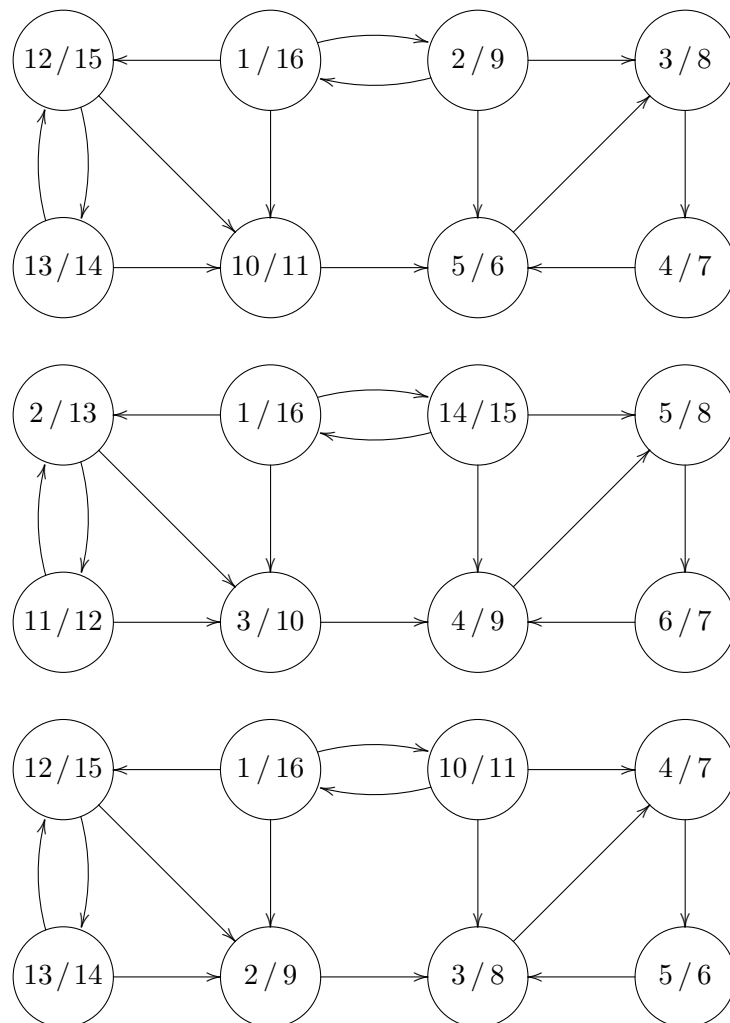 12 / 15 1 / 16 2 / 9 3 / 8
13 / 14 10 / 11 5 / 6 4 / 7
2 / 13 1 / 16 14 / 15 5 / 8
11 / 12 3 / 10 4 / 9 6 / 7
12 / 15 1 / 16 10 / 11 4 / 7
13 / 14 2 / 9 3 / 8 5 / 6